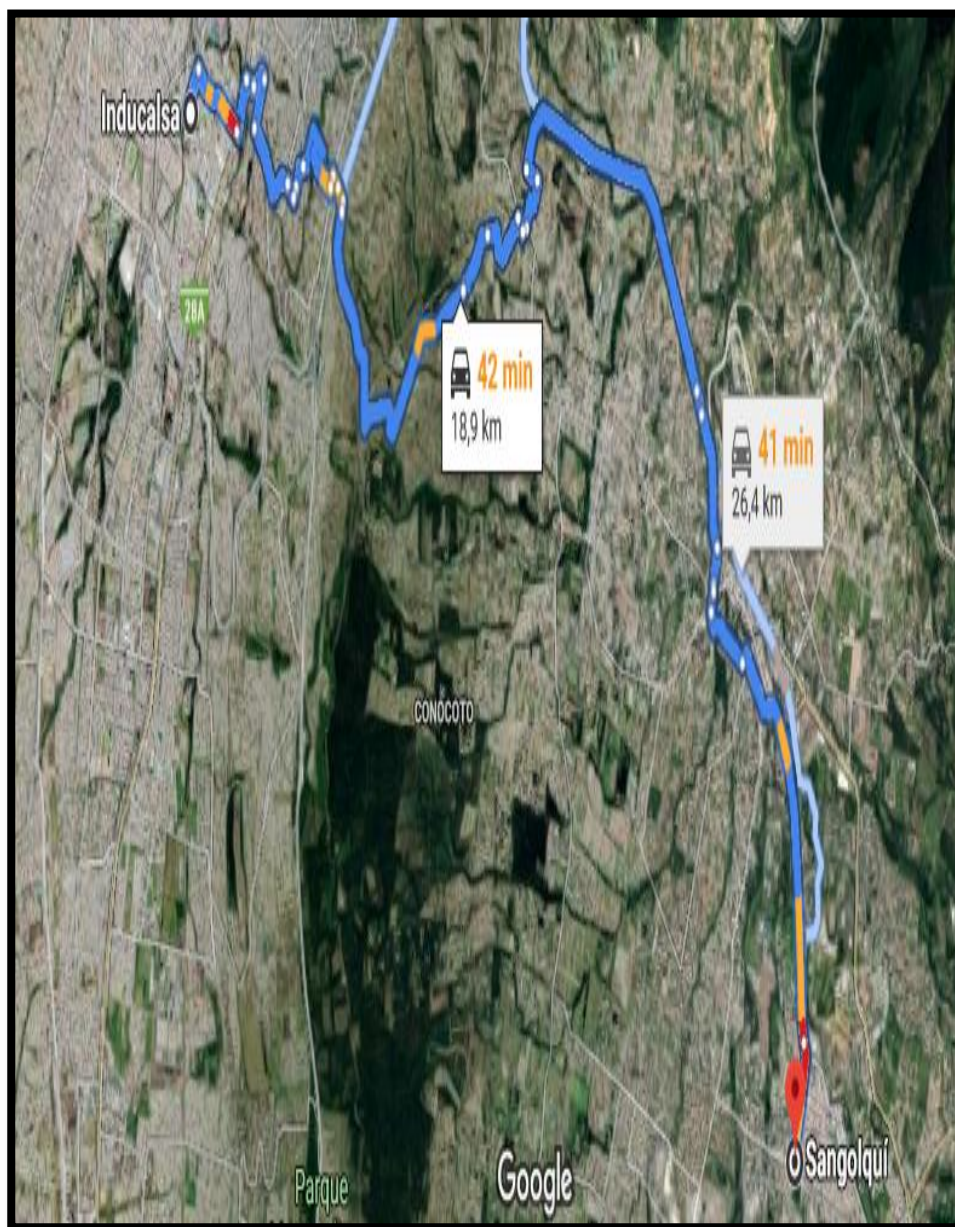 Inducalsa
28A
42 min
18,9 km
41 min
26,4 km
CONOCOTO
Parque
Google
Sangolquí